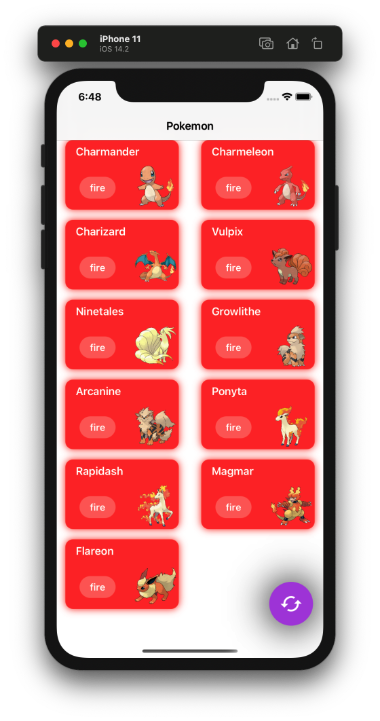 iPhone 11
iOS 14.2
6:48
Pokemon
Charmander
fire
Charmeleon
fire
Charizard
fire
Vulpix
fire
Ninetales
fire
Growlithe
fire
Arcanine
fire
Ponyta
fire
Rapidash
fire
Magmar
fire
Flareon
fire